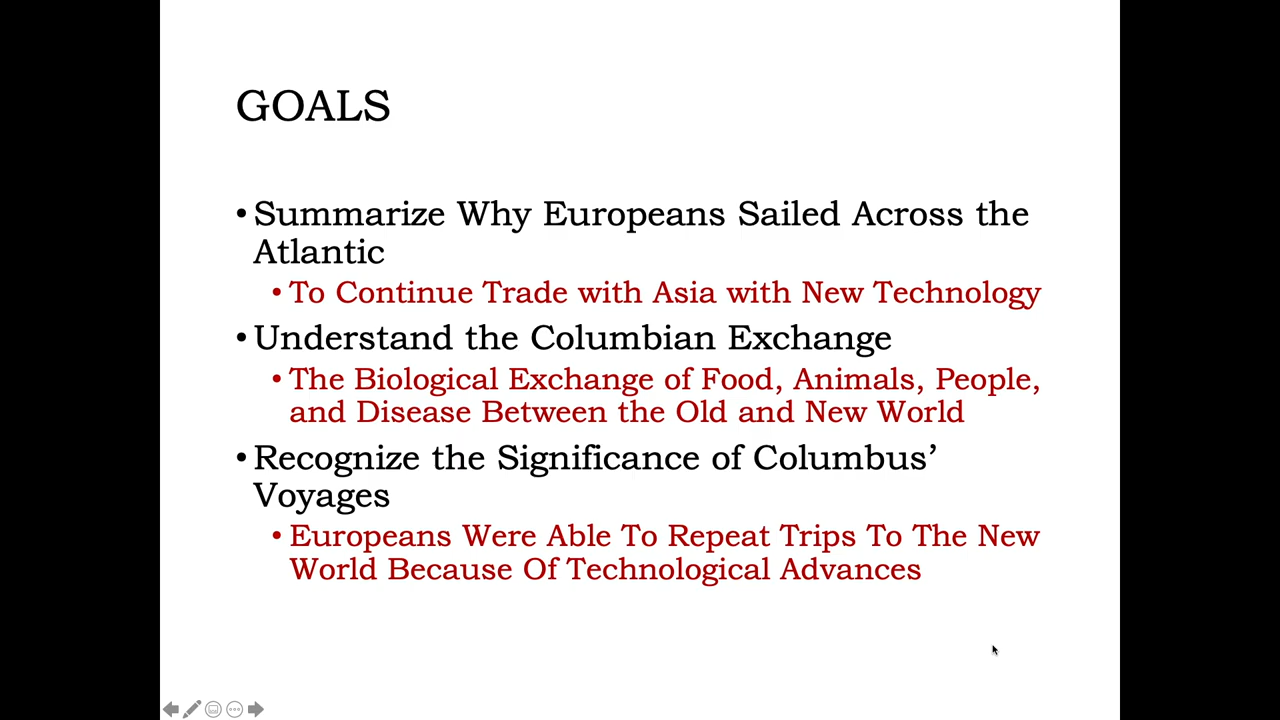 GOALS
• Summarize Why Europeans Sailed Across the
Atlantic
• To Continue Trade with Asia with New Technology
• Understand the Columbian Exchange
• The Biological Exchange of Food, Animals, People,
and Disease Between the Old and New World
• Recognize the Significance of Columbus’
Voyages
• Europeans Were Able To Repeat Trips To The New
World Because Of Technological Advances